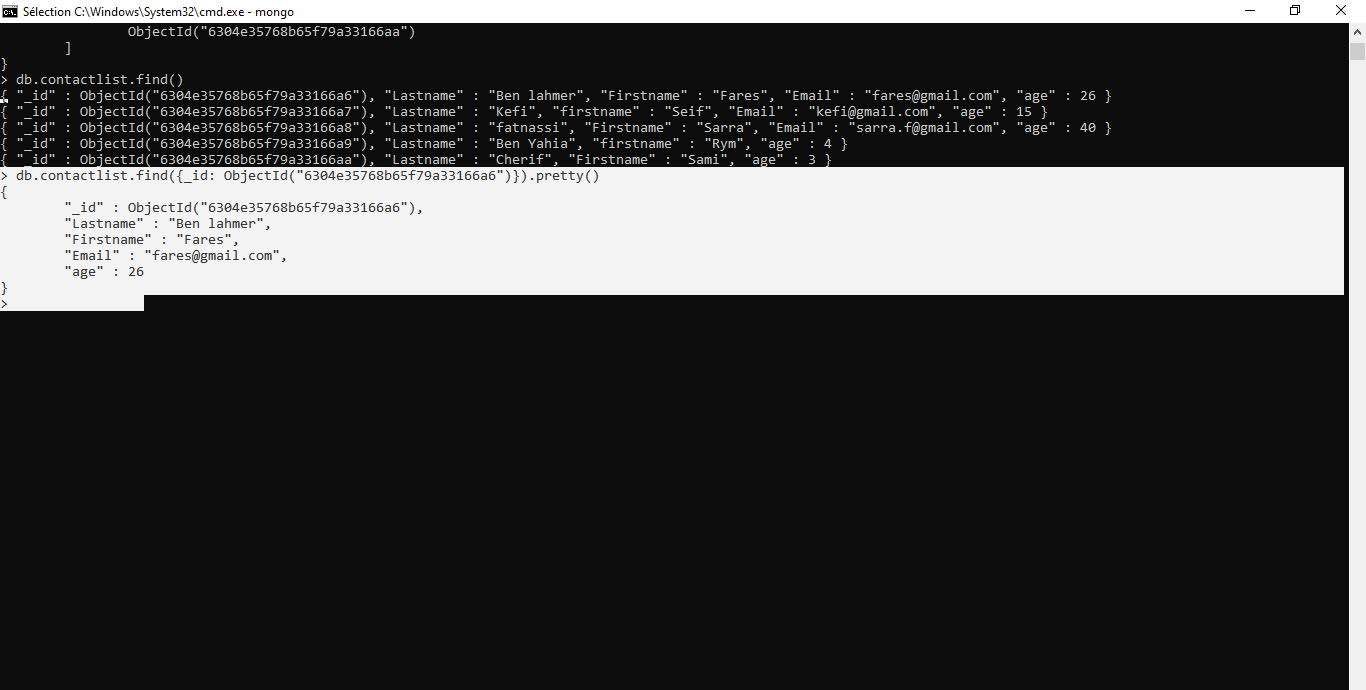 Sélection C:\Windows\System32\cmd.exe - mongo
ObjectId("6304e35768b65f79a33166aa")
]
}
> db.contactlist.find()
{ "_id" : ObjectId("6304e35768b65f79a33166a6"), "Lastname" : "Ben lahmer", "Firstname" : "Fares", "Email" : "fares@gmail.com", "age" : 26 }
{ "_id" : ObjectId("6304e35768b65f79a33166a7"), "Lastname" : "Kefi", "firstname" : "Seif", "Email" : "kefi@gmail.com", "age" : 15 }
{ "_id" : ObjectId("6304e35768b65f79a33166a8"), "Lastname" : "fatnassi", "Firstname" : "Sarra", "Email" : "sarra.f@gmail.com", "age" : 40 }
{ "_id" : ObjectId("6304e35768b65f79a33166a9"), "Lastname" : "Ben Yahia", "firstname" : "Rym", "age" : 4 }
{ "_id" : ObjectId("6304e35768b65f79a33166aa"), "Lastname" : "Cherif", "Firstname" : "Sami", "age" : 3 }
> db.contactlist.find({_id: ObjectId("6304e35768b65f79a33166a6")}).pretty()
{
"_id" : ObjectId("6304e35768b65f79a33166a6"),
"Lastname" : "Ben lahmer",
"Firstname" : "Fares",
"Email" : "fares@gmail.com",
"age" : 26
}
>